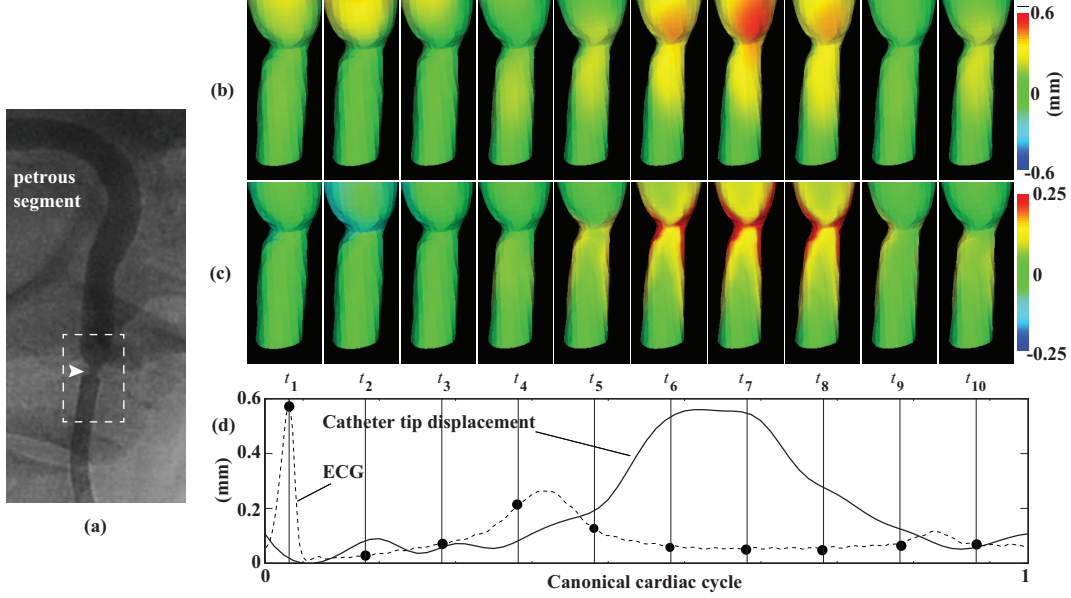 petrous
segment
(a)
(b)
0.6
0
-0.6
(mm)
(c)
0.25
0
-0.25
t1 t2 t3 t4 t5 t6 t7 t8 t9 t10
(d)
0.6
0.2
0
(mm)
Catheter tip displacement
ECG
0 1
Canonical cardiac cycle